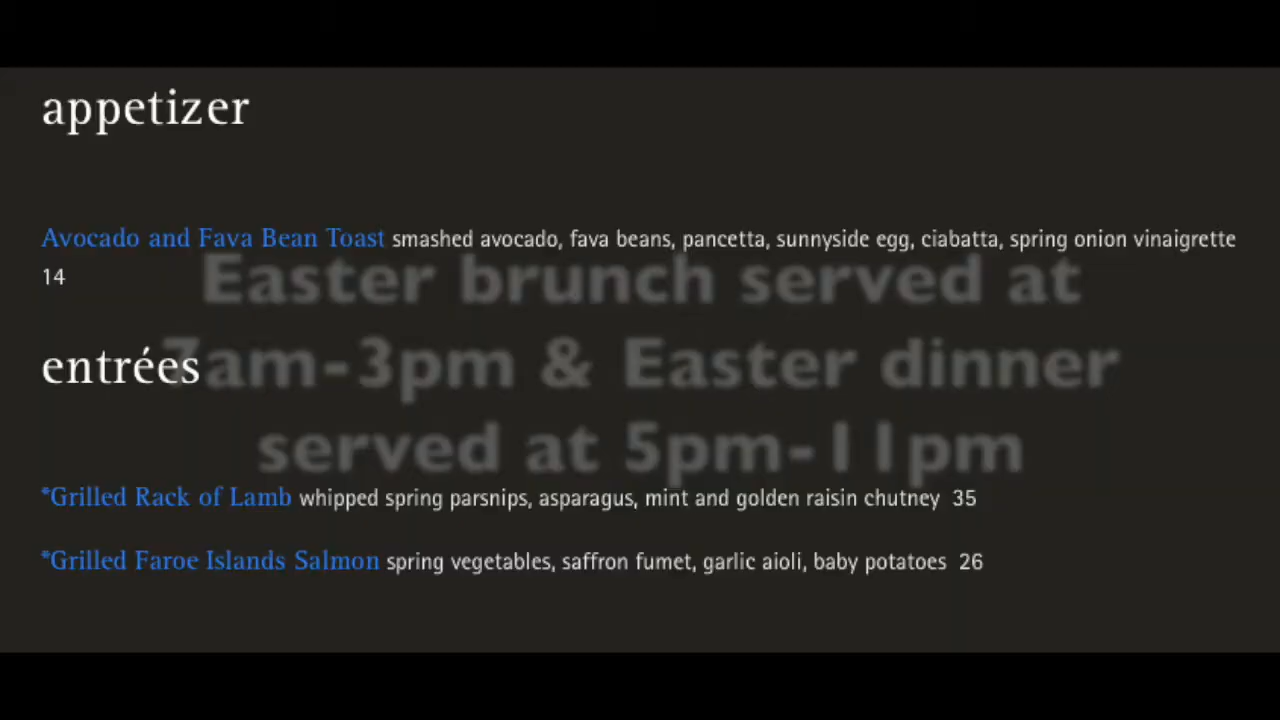 appetizer
Avocado and Fava Bean Toast smashed avocado, fava beans, pancetta, sunnyside egg, ciabatta, spring onion vinaigrette
14
Easter brunch served at
7am-3pm & Easter dinner
served at 5pm-11pm
entrées
*Grilled Rack of Lamb whipped spring parsnips, asparagus, mint and golden raisin chutney 35
*Grilled Faroe Islands Salmon spring vegetables, saffron fumet, garlic aioli, baby potatoes 26